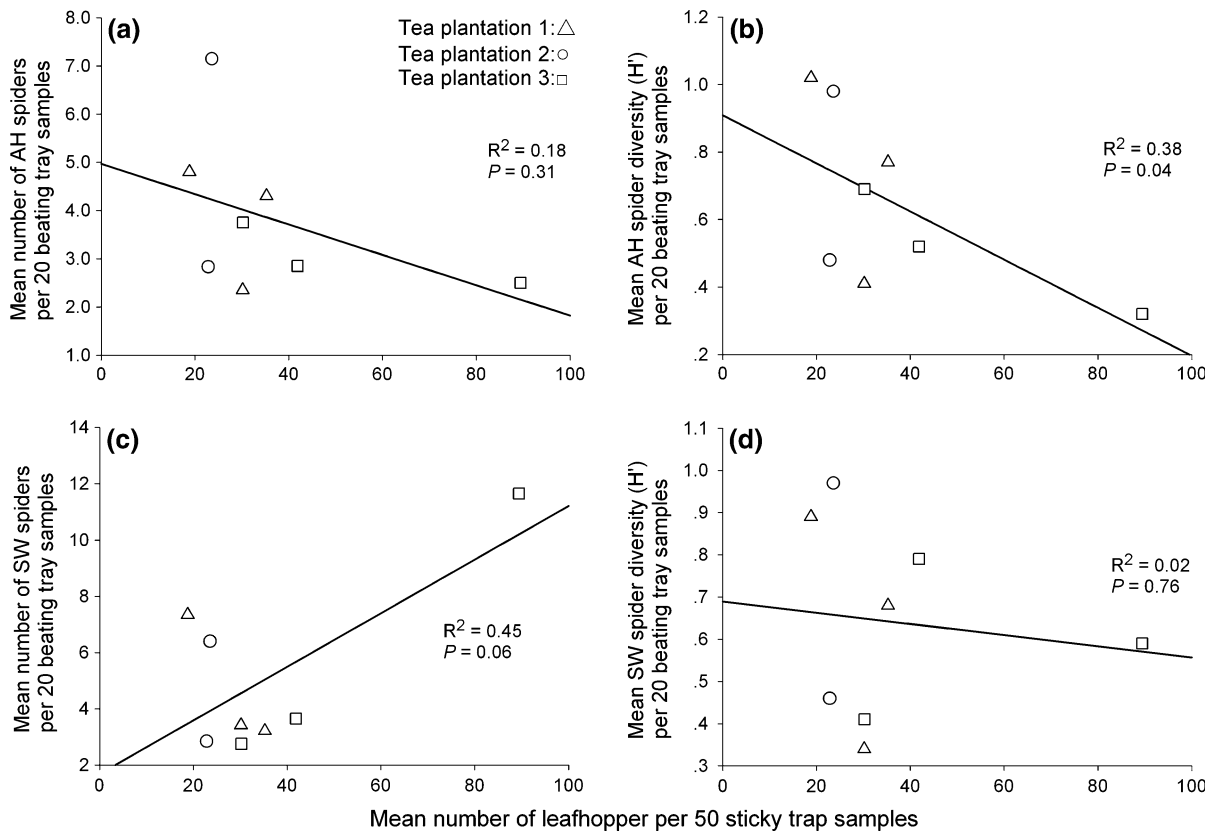 (a)
Tea plantation 1:△
Tea plantation 2:○
Tea plantation 3:□
R² = 0.18
P = 0.31
Mean number of AH spiders
per 20 beating tray samples
8.0
7.0
5.0
4.0
3.0
2.0
1.0
0 20 40 60 80 100
(b)
R² = 0.38
P = 0.04
Mean AH spider diversity (H')
per 20 beating tray samples
1.2
1.0
.8
.6
.4
.2
0 20 40 60 80 100
(c)
R² = 0.45
P = 0.06
Mean number of SW spiders
per 20 beating tray samples
14
12
10
8
6
4
2
0 20 40 60 80 100
(d)
R² = 0.02
P = 0.76
Mean SW spider diversity (H')
per 20 beating tray samples
1.1
1.0
.9
.8
.7
.6
.5
.4
.3
0 20 40 60 80 100
Mean number of leafhopper per 50 sticky trap samples